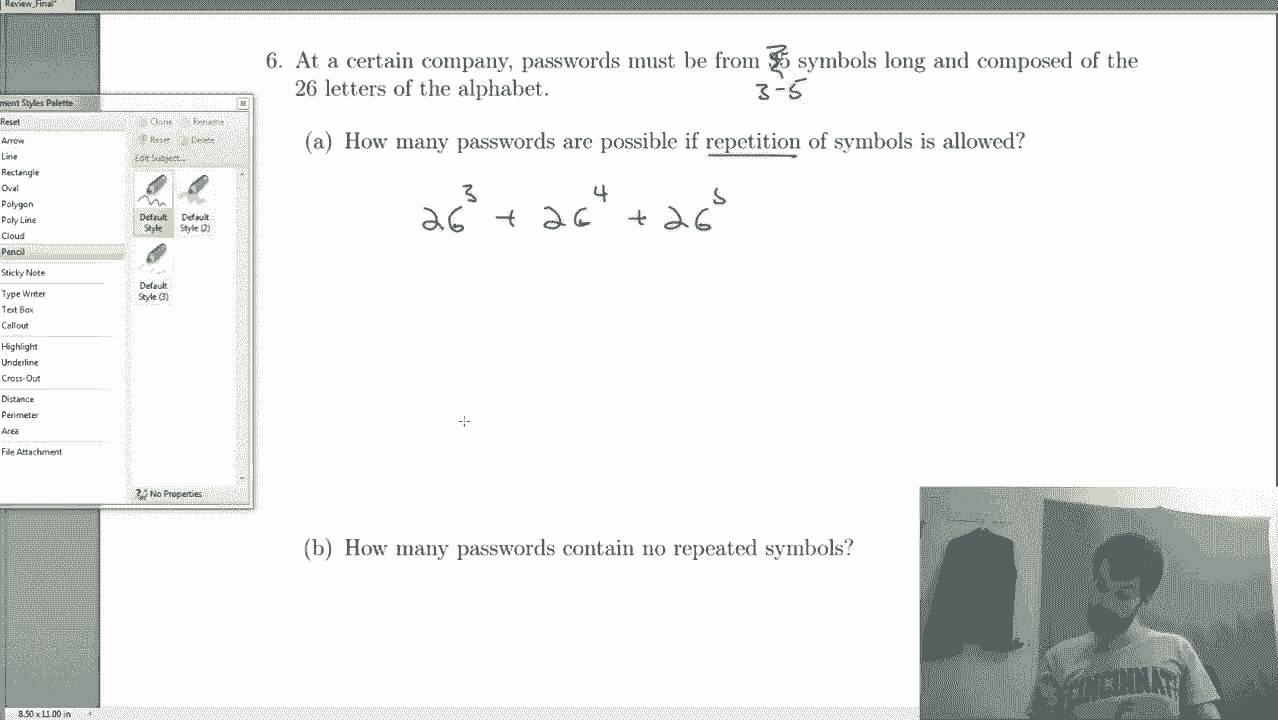 Review_Final*
6. At a certain company, passwords must be from symbols long and composed of the
3-5
26 letters of the alphabet.
(a) How many passwords are possible if repetition of symbols is allowed?
26^3 + 26^4 + 26^5
(b) How many passwords contain no repeated symbols?
ment Styles Palette
Reset
Arrow
Line
Rectangle
Oval
Polygon
Poly Line
Cloud
Pencil
Sticky Note
Type Writer
Text Box
Callout
Highlight
Underline
Cross-Out
Distance
Perimeter
Area
File Attachment
Clone Rename
Reset Delete
Edit Subject...
Default Style
Default Style (2)
Default Style (3)
No Properties
8.50 x 11.00 in
CINCINNATI